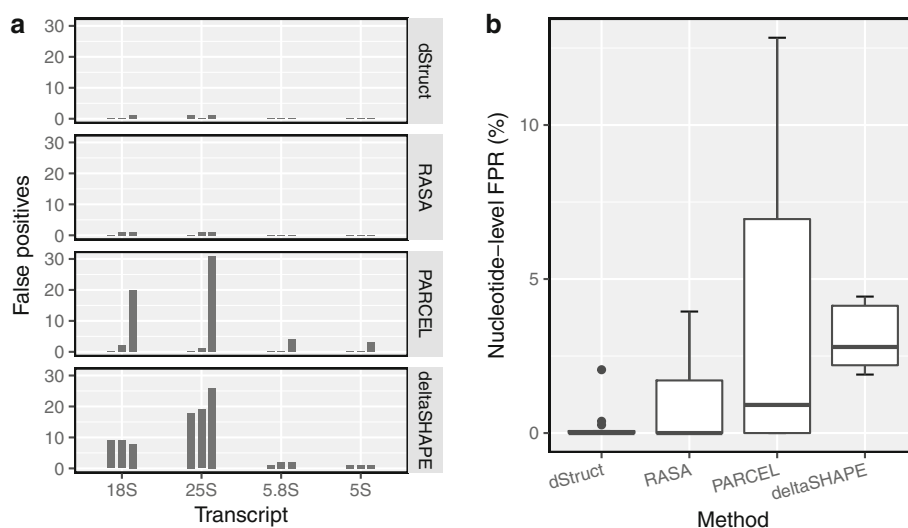 a
False positives
30
20
10
0
dStruct
30
20
10
0
RASA
30
20
10
0
PARCEL
30
20
10
0
deltaSHAPE
18S 25S 5.8S 5S
Transcript
b
Nucleotide-level FPR (%)
10
5
0
dStruct RASA PARCEL deltaSHAPE
Method